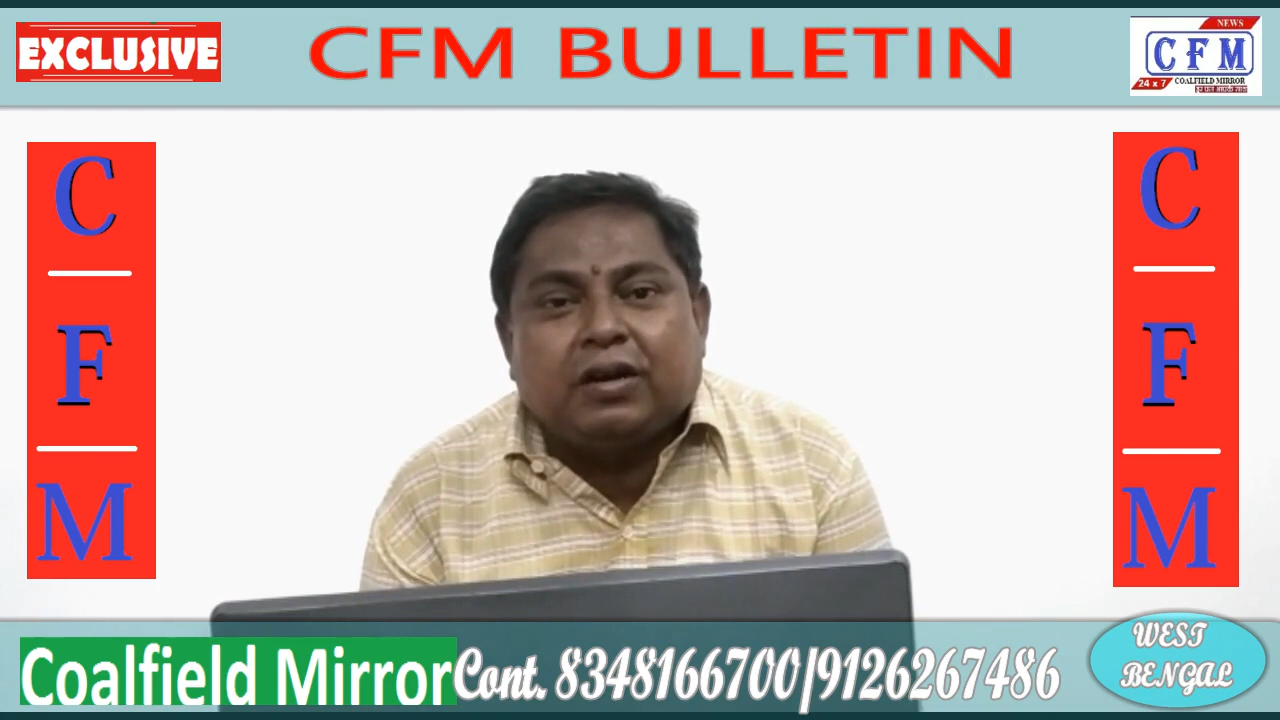 EXCLUSIVE
CFM BULLETIN
NEWS
CFM
24 x 7
COALFIELD MIRROR
C
F
M
C
F
M
Coalfield Mirror
Cont. 8348166700/9126267486
WEST
BENGAL